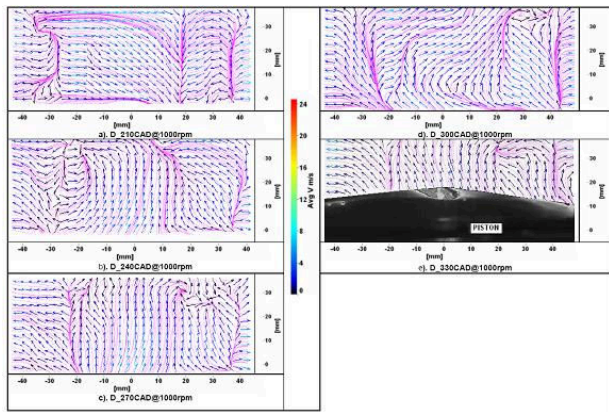 30
20
10
0
[mm]
-40 -30 -20 -10 0 10 20 30 40
[mm]
a). D_210CAD@1000rpm
30
20
10
0
[mm]
-40 -30 -20 -10 0 10 20 30 40
[mm]
b). D_240CAD@1000rpm
30
20
10
0
[mm]
-40 -30 -20 -10 0 10 20 30 40
[mm]
c). D_270CAD@1000rpm
24
20
16
12
8
4
0
Avg V m/s
30
20
10
0
[mm]
-40 -30 -20 -10 0 10 20 30 40
[mm]
d). D_300CAD@1000rpm
PISTON
30
20
10
0
[mm]
-40 -30 -20 -10 0 10 20 30 40
[mm]
e). D_330CAD@1000rpm